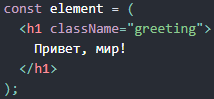 const element = (
  <h1 className="greeting">
    Привет, мир!
  </h1>
);